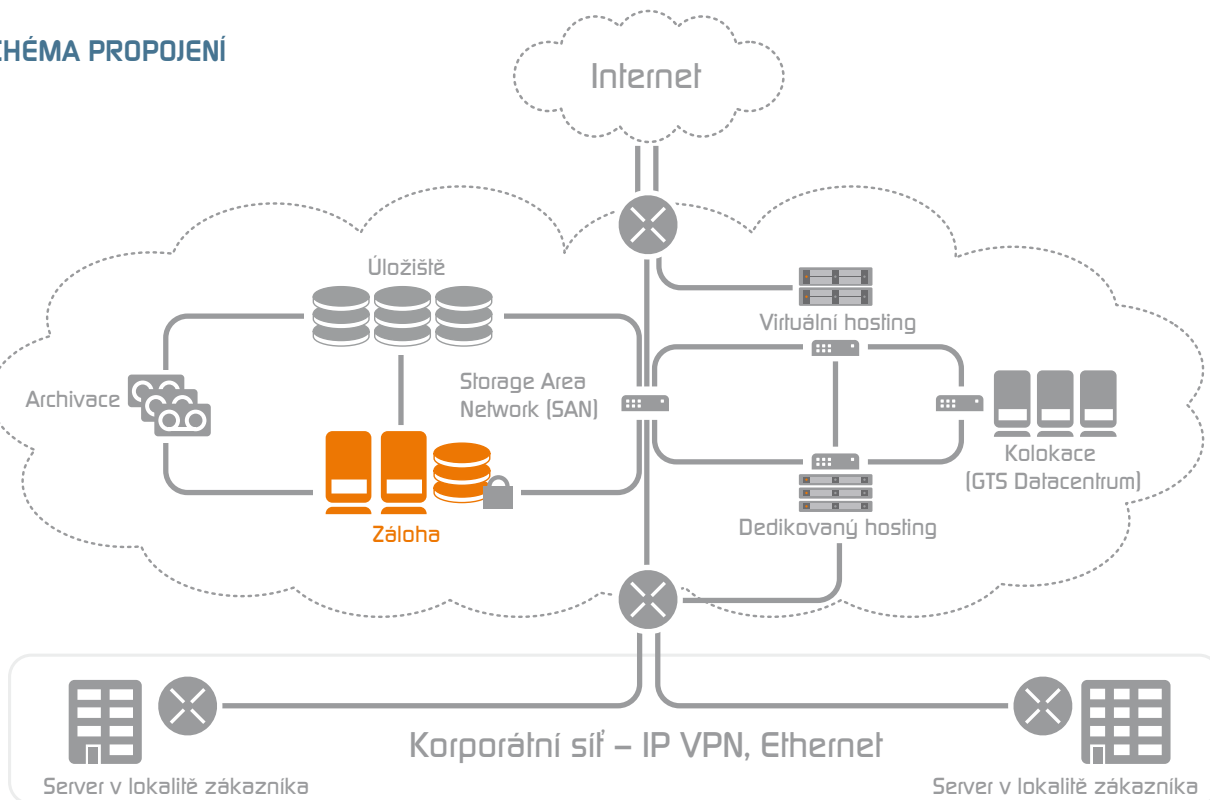 CHÉMA PROPOJENÍ
Internet
Úložiště
Virtuální hosting
Archivace
Storage Area
Network (SAN)
Kolokace
(GTS Datacentrum)
Záloha
Dedikovaný hosting
Korporátní síť – IP VPN, Ethernet
Server v lokalitě zákazníka
Server v lokalitě zákazníka